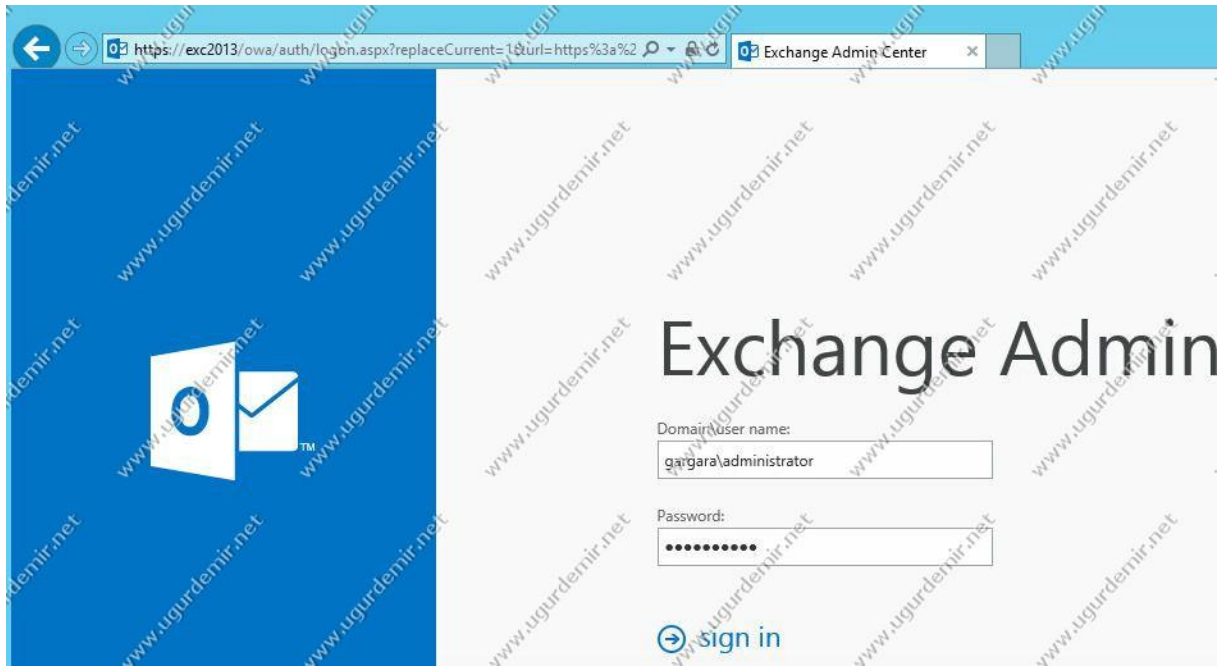 https://exc2013/owa/auth/logon.aspx?replaceCurrent=1&url=https%3a%2
Exchange Admin Center
Exchange Admin
Domain\user name:
gargara\administrator
Password:
••••••••••
sign in
O
TM
www.ugurdemir.net